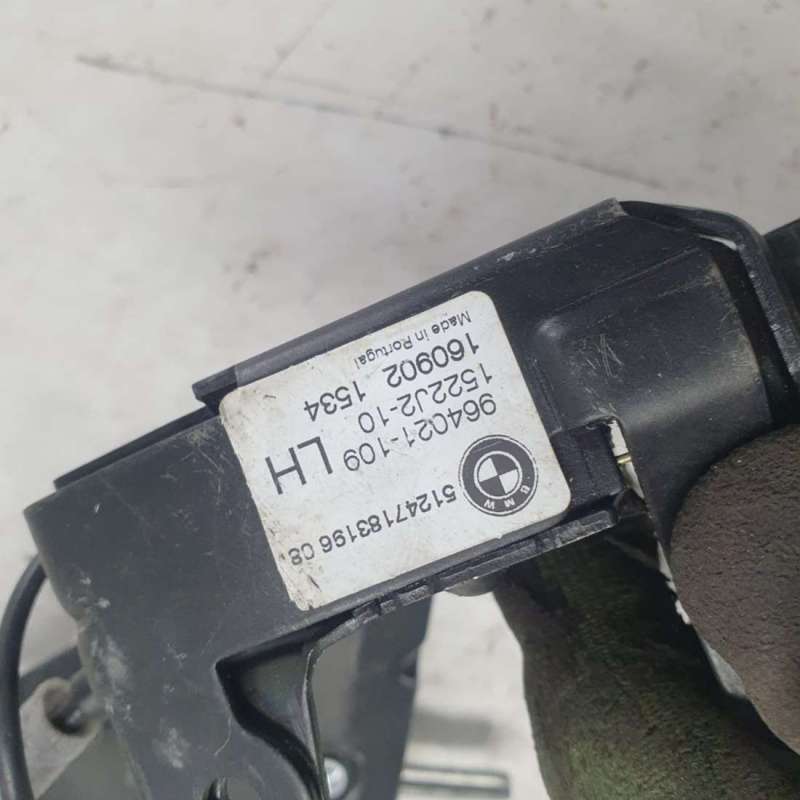 BMW
51247183196 08
964021-109 LH
1522J2-10
160902 1534
Made in Portugal